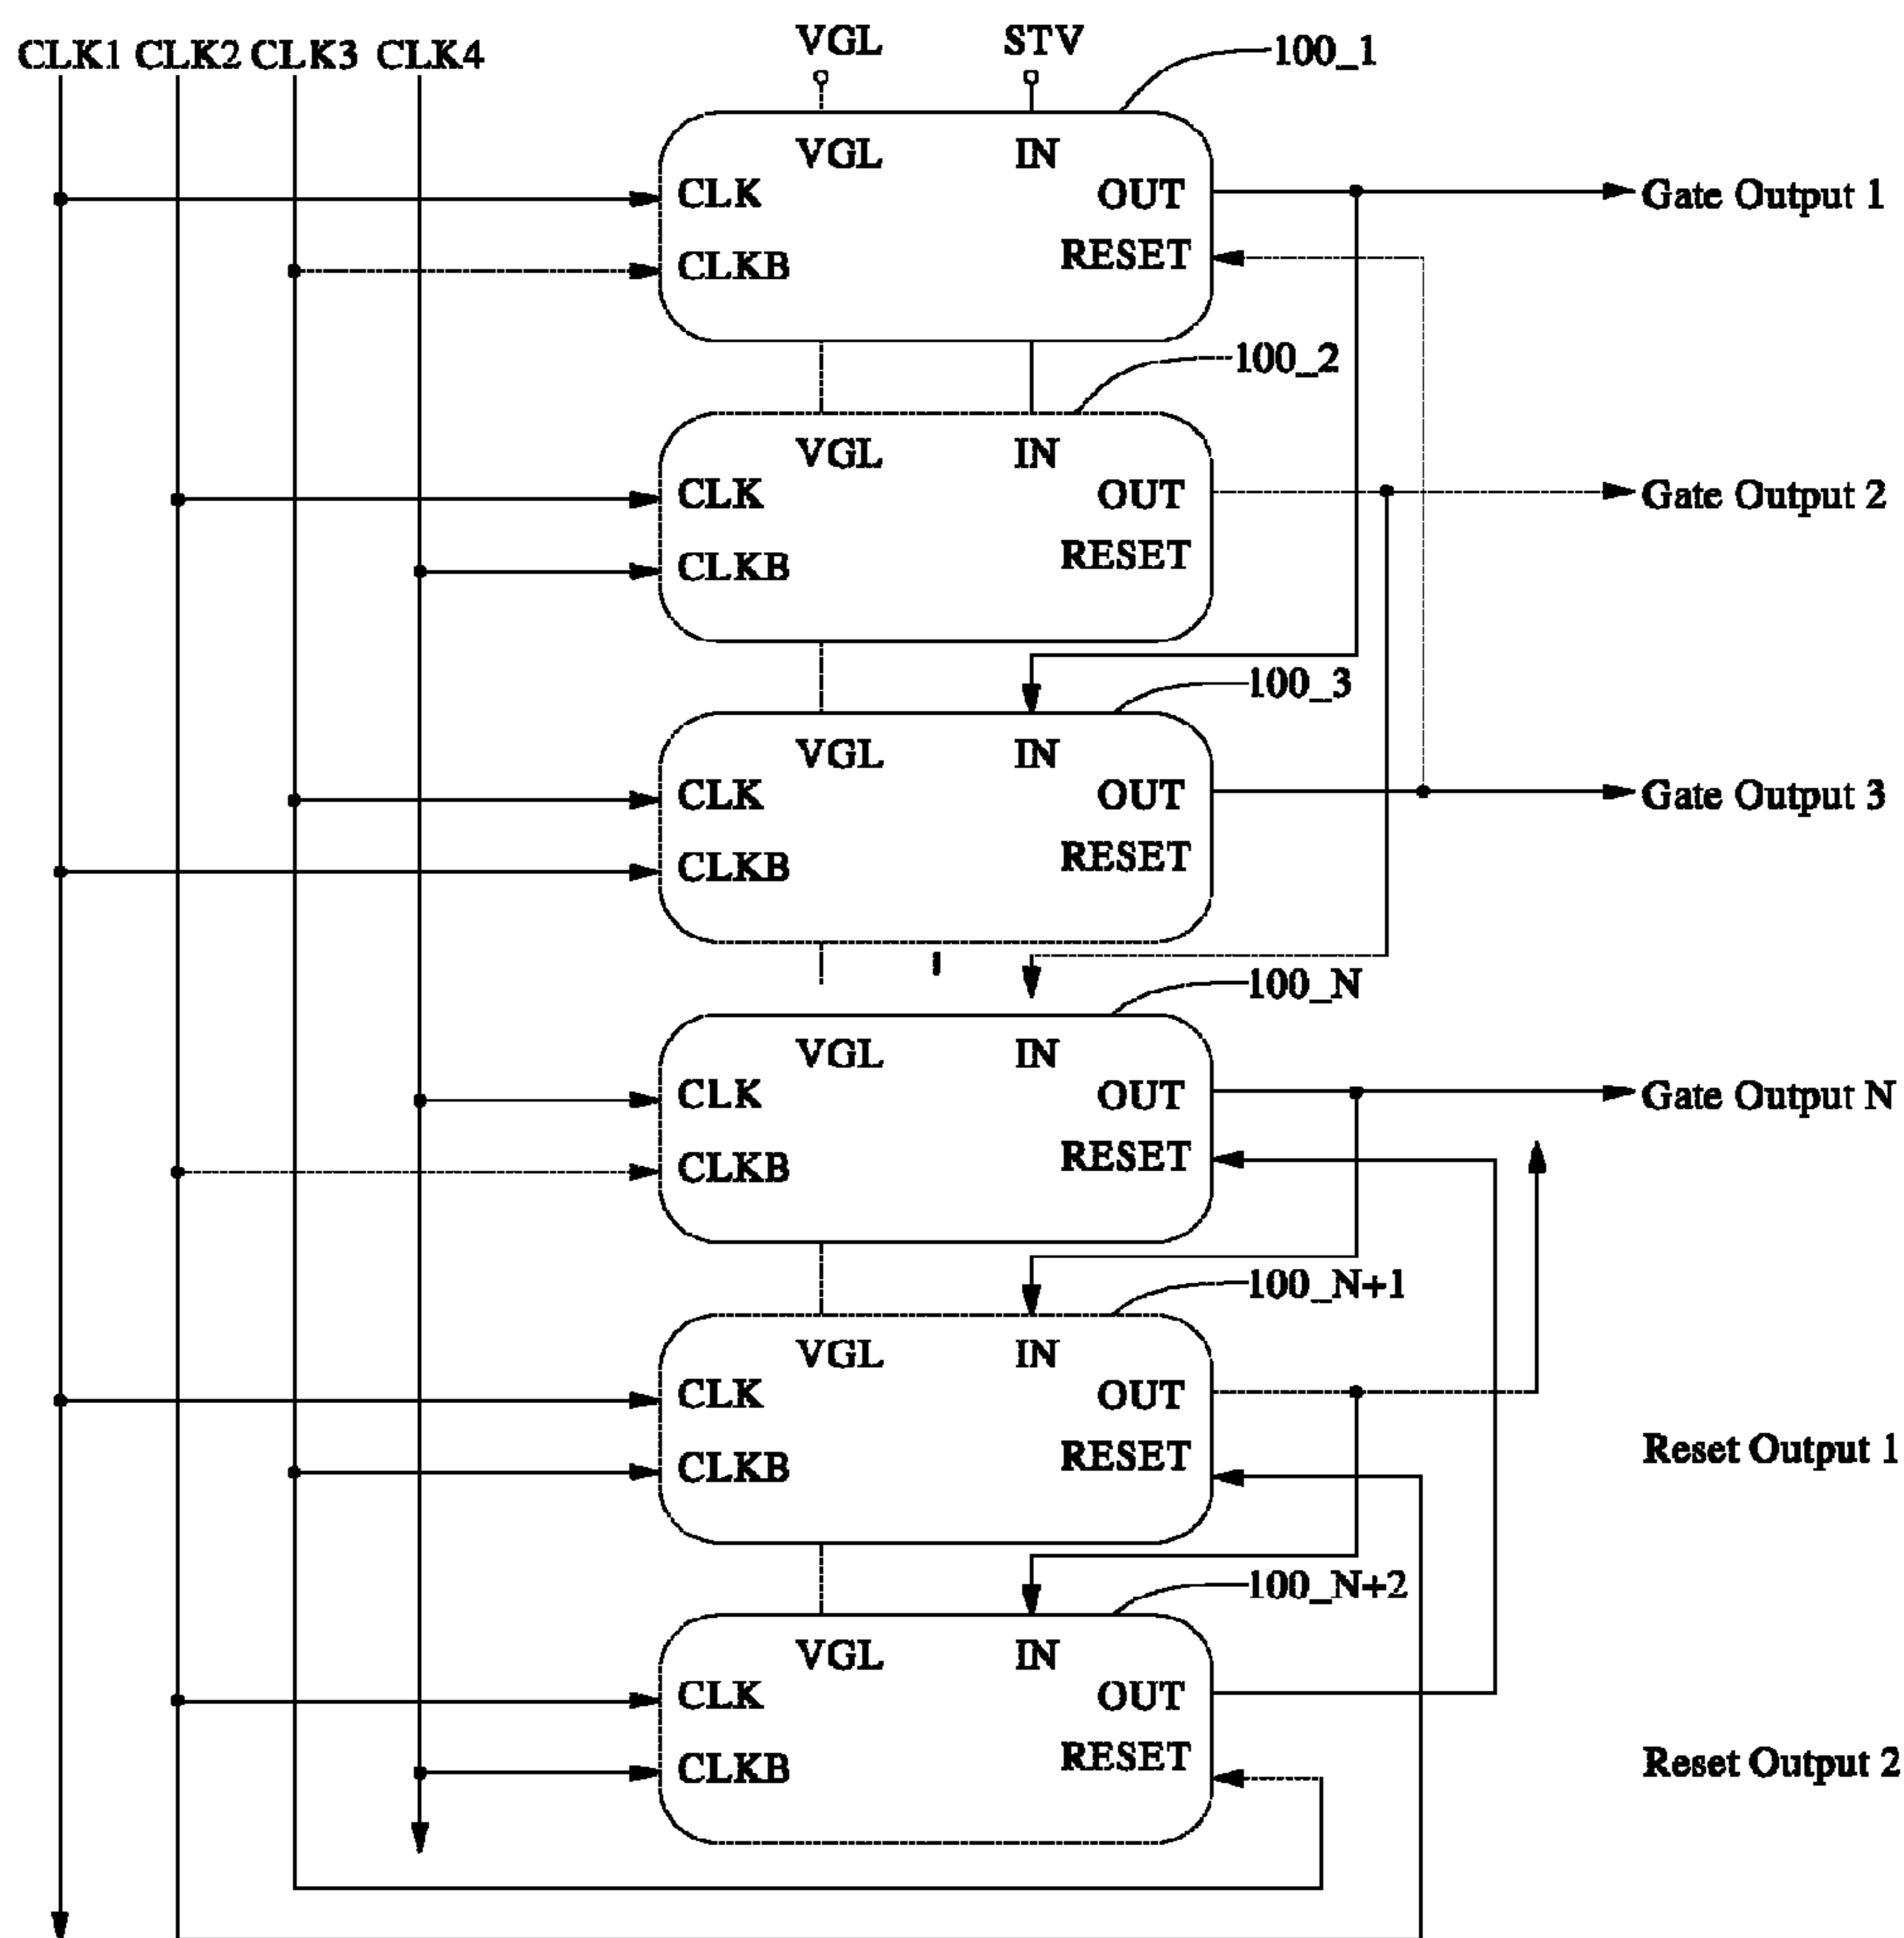 CLK1 CLK2 CLK3 CLK4 VGL STV
100_1
VGL IN
CLK OUT Gate Output 1
CLKB RESET
100_2
VGL IN
CLK OUT Gate Output 2
CLKB RESET
100_3
VGL IN
CLK OUT Gate Output 3
CLKB RESET
100_N
VGL IN
CLK OUT Gate Output N
CLKB RESET
100_N+1
VGL IN
CLK OUT
CLKB RESET Reset Output 1
100_N+2
VGL IN
CLK OUT
CLKB RESET Reset Output 2